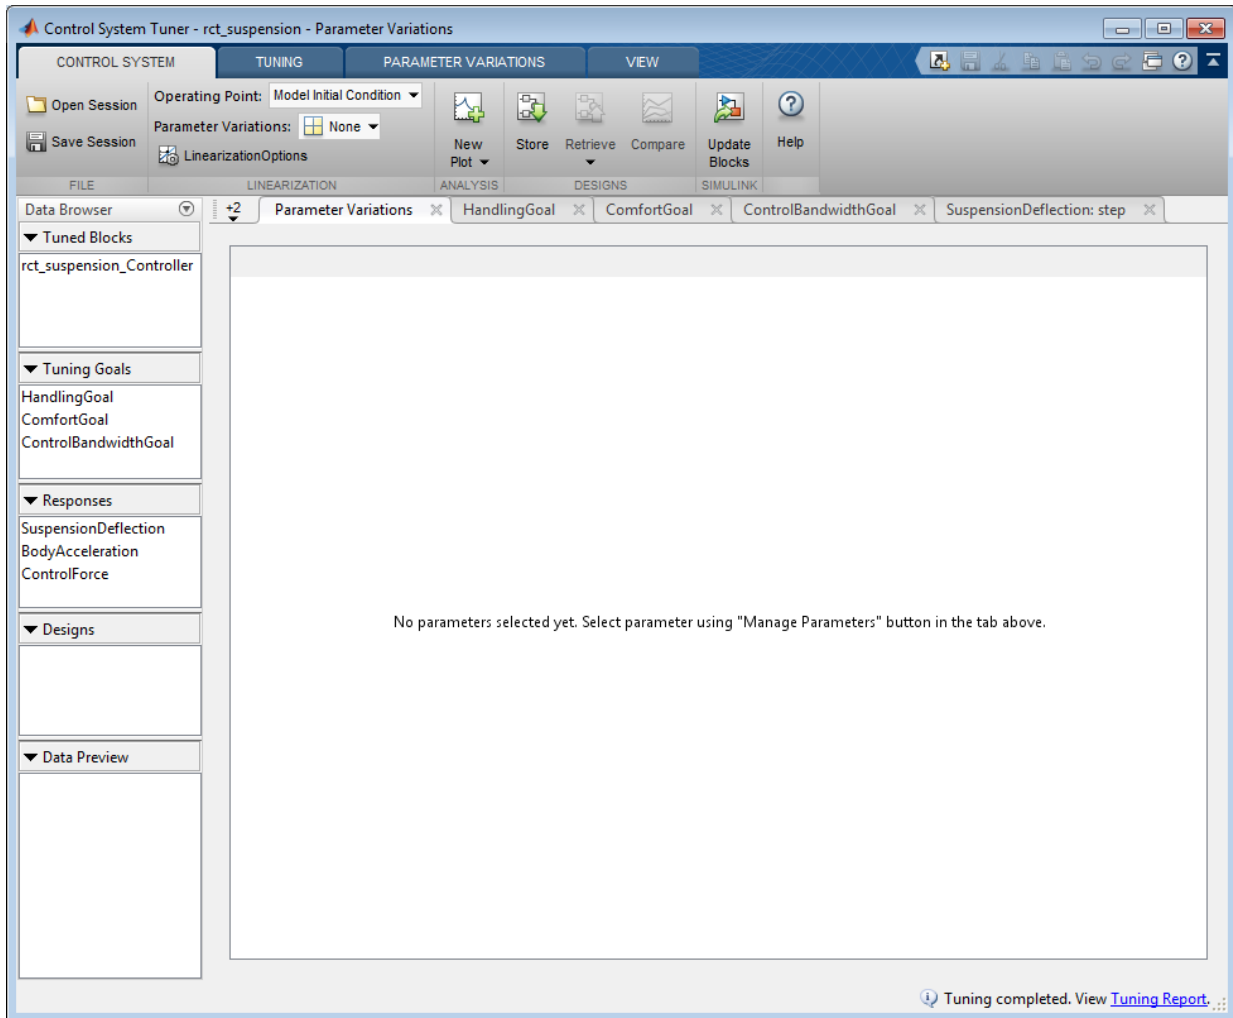 Control System Tuner - rct_suspension - Parameter Variations
CONTROL SYSTEM TUNING PARAMETER VARIATIONS VIEW
Open Session
Save Session
Operating Point: Model Initial Condition
Parameter Variations: None
LinearizationOptions
New Plot
Store
Retrieve
Compare
Update Blocks
Help
FILE LINEARIZATION ANALYSIS DESIGNS SIMULINK
Data Browser
+2 Parameter Variations HandlingGoal ComfortGoal ControlBandwidthGoal SuspensionDeflection: step
Tuned Blocks
rct_suspension_Controller
Tuning Goals
HandlingGoal
ComfortGoal
ControlBandwidthGoal
Responses
SuspensionDeflection
BodyAcceleration
ControlForce
Designs
Data Preview
No parameters selected yet. Select parameter using "Manage Parameters" button in the tab above.
Tuning completed. View Tuning Report.